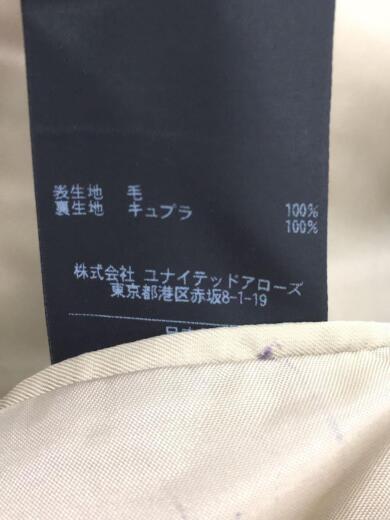 表生地 毛 100%
裏生地 キュプラ 100%
株式会社 ユナイテッドアローズ
東京都港区赤坂8-1-19